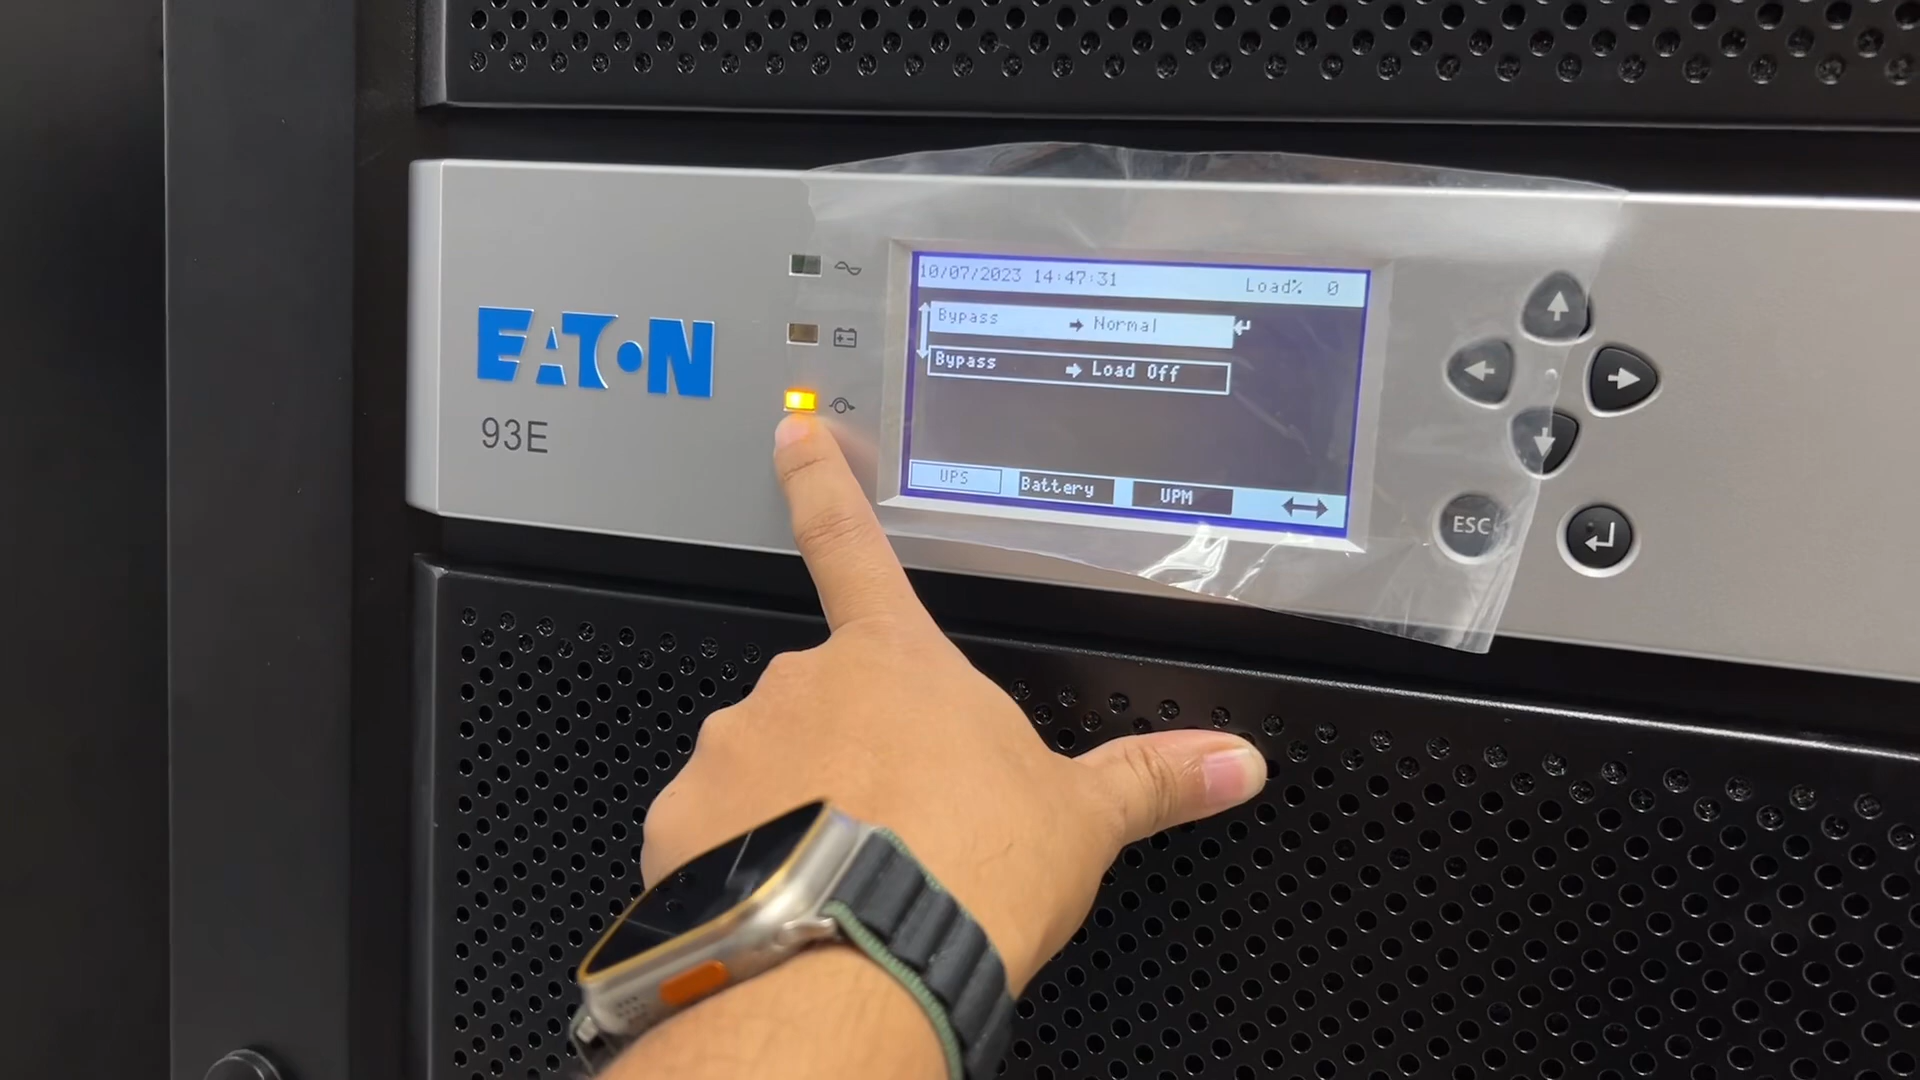 EATON
93E
10/07/2023 14:47:31 Load% 0
Bypass → Normal
Bypass → Load Off
UPS Battery UPM
ESC